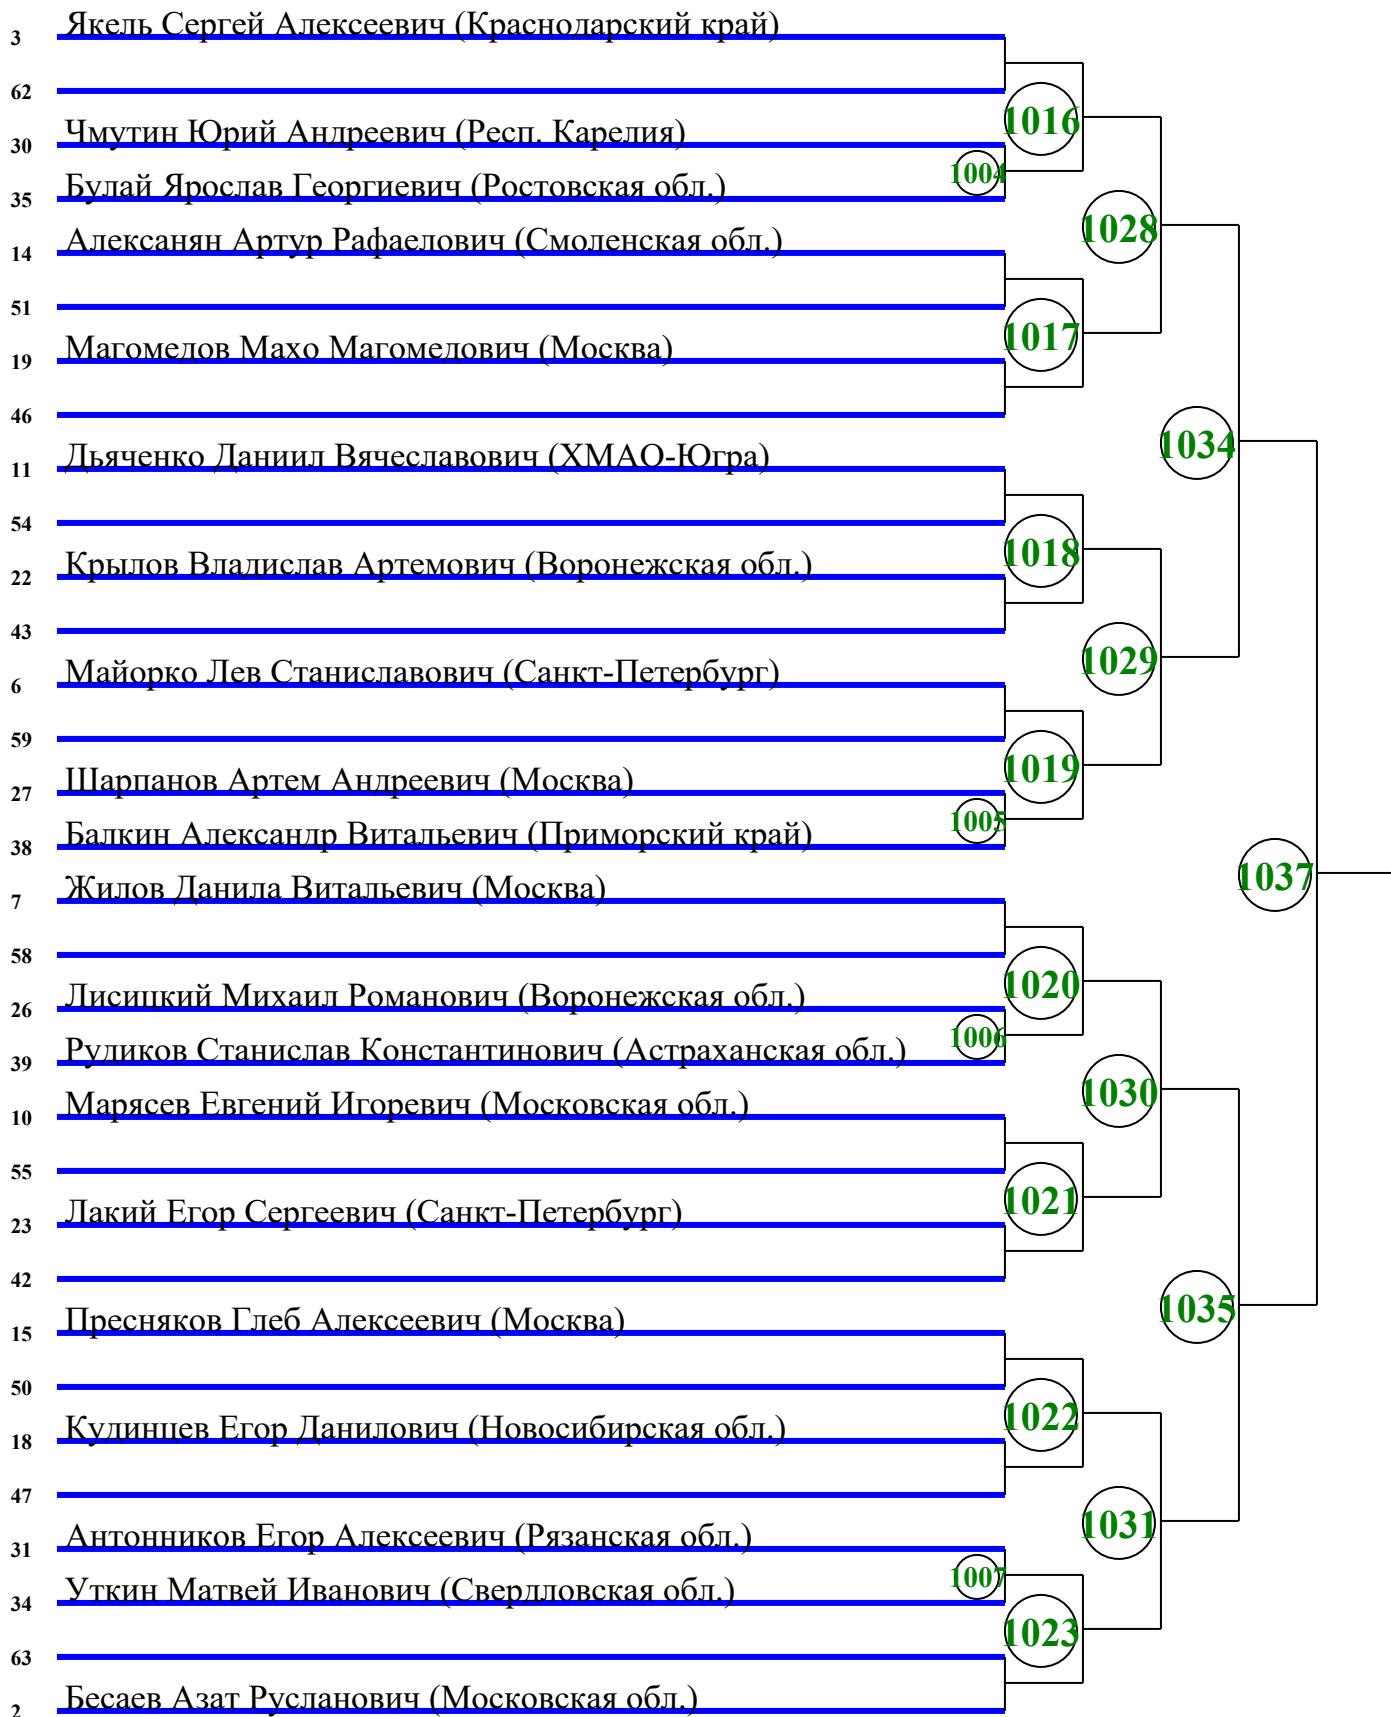 3 Якель Сергей Алексеевич (Краснодарский край)
62
1016
30 Чмутин Юрий Андреевич (Респ. Карелия)
1004
35 Булай Ярослав Георгиевич (Ростовская обл.)
1028
14 Алексанян Артур Рафаелович (Смоленская обл.)
51
1017
19 Магомедов Махо Магомедович (Москва)
46
1034
11 Дьяченко Даниил Вячеславович (ХМАО-Югра)
54
1018
22 Крылов Владислав Артемович (Воронежская обл.)
43
1029
6 Майорко Лев Станиславович (Санкт-Петербург)
59
1019
27 Шарпанов Артем Андреевич (Москва)
1005
38 Балкин Александр Витальевич (Приморский край)
1037
7 Жилов Данила Витальевич (Москва)
58
1020
26 Лисицкий Михаил Романович (Воронежская обл.)
1006
39 Рудиков Станислав Константинович (Астраханская обл.)
1030
10 Марясев Евгений Игоревич (Московская обл.)
55
1021
23 Лакий Егор Сергеевич (Санкт-Петербург)
42
1035
15 Пресняков Глеб Алексеевич (Москва)
50
1022
18 Кудинцев Егор Данилович (Новосибирская обл.)
47
1031
31 Антонников Егор Алексеевич (Рязанская обл.)
1007
34 Уткин Матвей Иванович (Свердловская обл.)
1023
63
2 Бесаев Азат Русланович (Московская обл.)